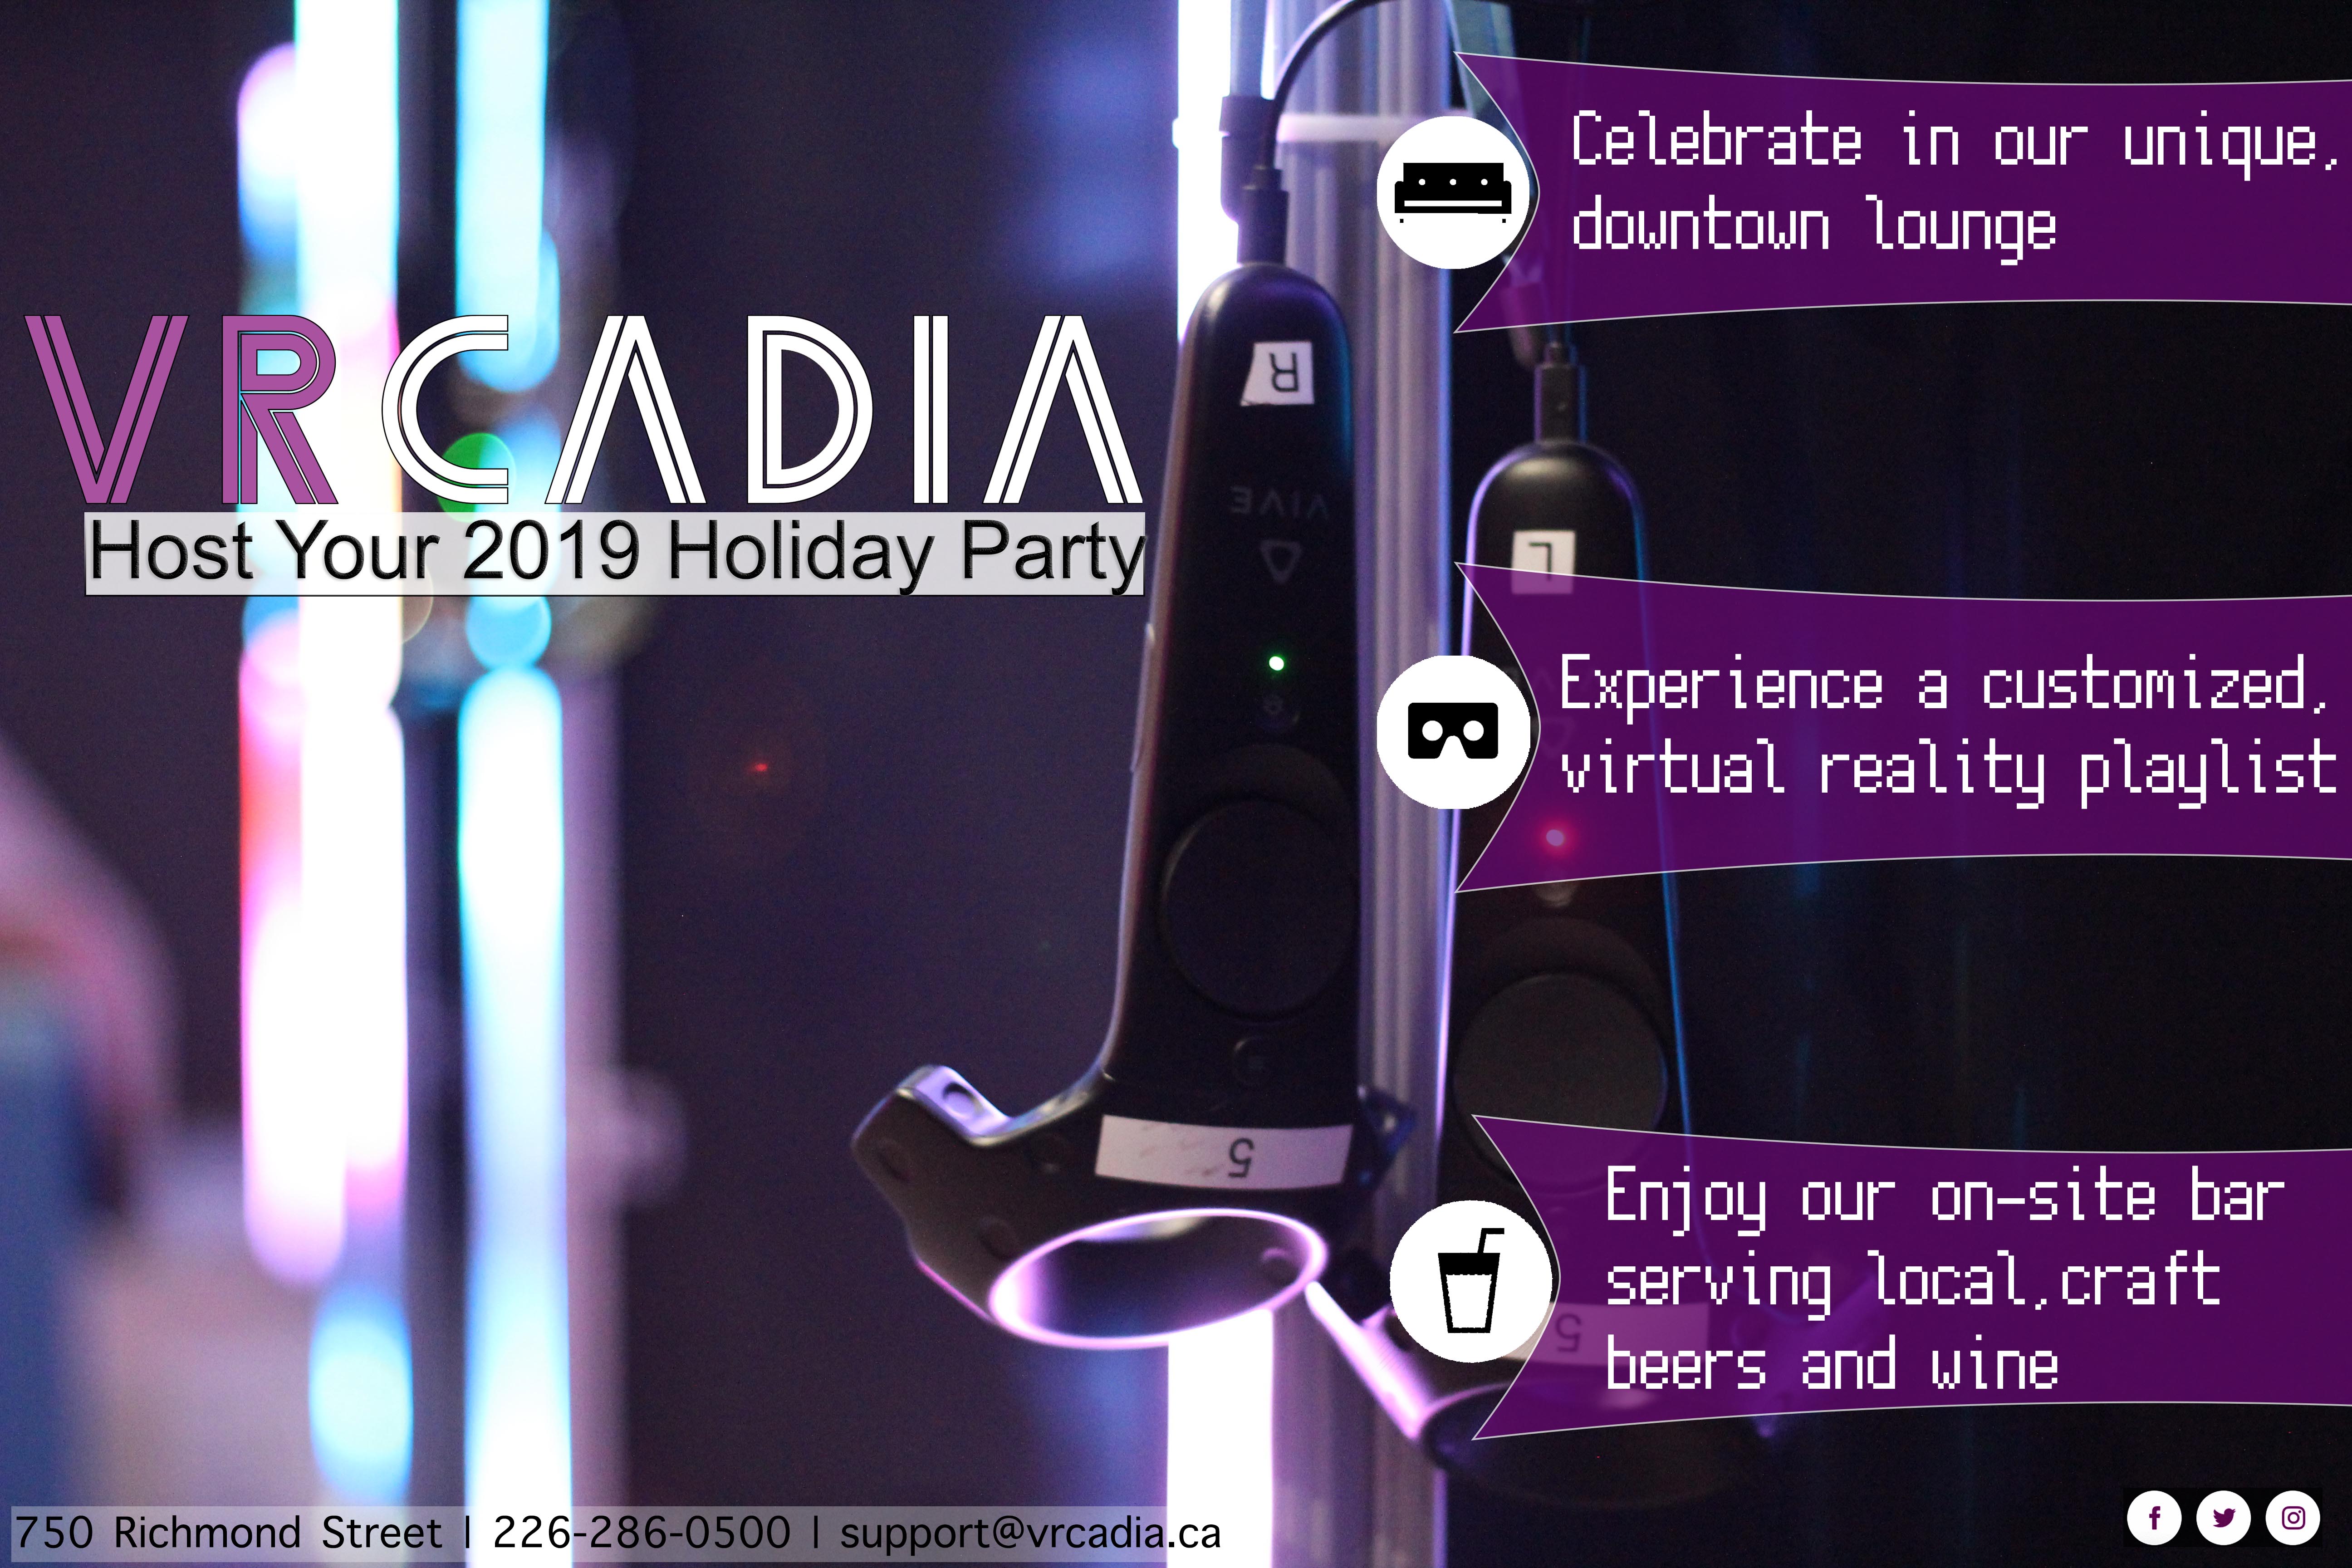 VRCADIA
Host Your 2019 Holiday Party
Celebrate in our unique,
downtown lounge
Experience a customized,
virtual reality playlist
Enjoy our on-site bar
serving local,craft
beers and wine
R
VIVE
L
5
5
750 Richmond Street | 226-286-0500 | support@vrcadia.ca